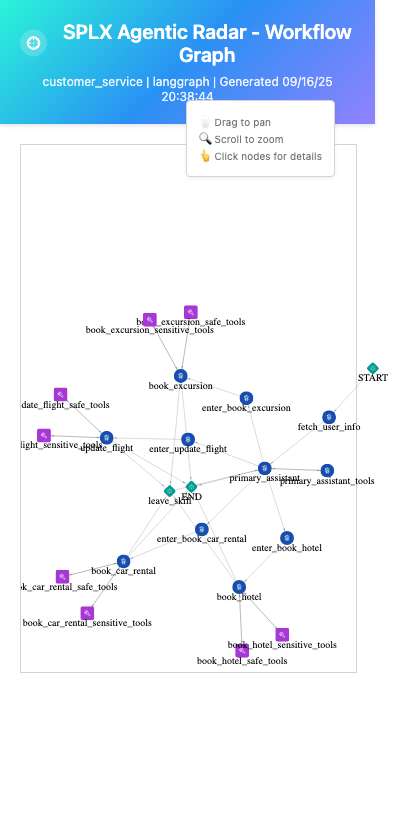 SPLX Agentic Radar - Workflow
Graph
customer_service | langgraph | Generated 09/16/25
20:38:44
Drag to pan
Scroll to zoom
Click nodes for details
book_excursion_safe_tools
book_excursion_sensitive_tools
START
book_excursion
date_flight_safe_tools
enter_book_excursion
fetch_user_info
light_sensitive_tools
update_flight
enter_update_flight
primary_assistant
primary_assistant_tools
leave_skill
END
enter_book_car_rental
enter_book_hotel
book_car_rental
ok_car_rental_safe_tools
book_hotel
book_car_rental_sensitive_tools
book_hotel_sensitive_tools
book_hotel_safe_tools